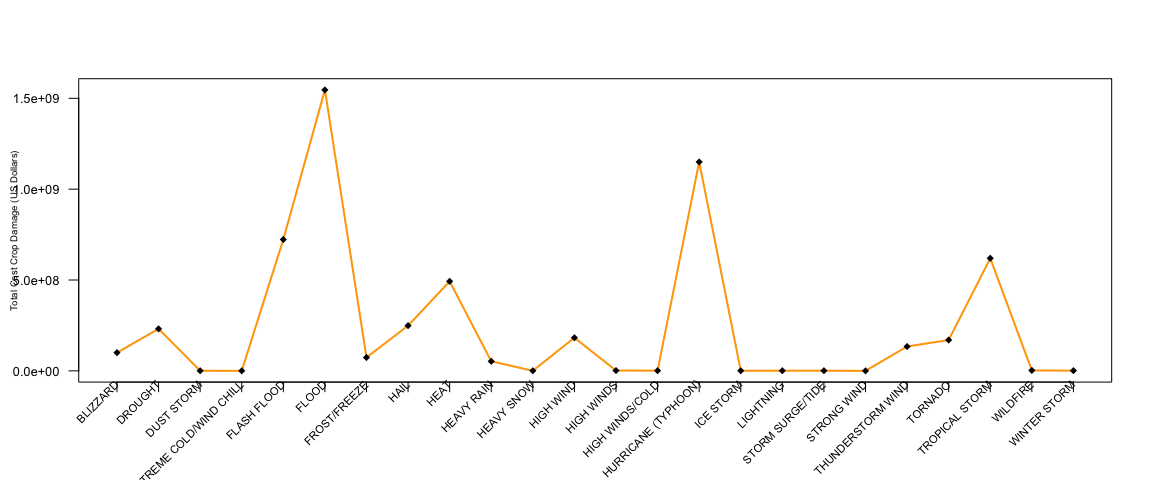 1.5e+09
1.0e+09
5.0e+08
0.0e+00
Total Cost Crop Damage (US Dollars)
BLIZZARD
DROUGHT
DUST STORM
TREME COLD/WIND CHILL
FLASH FLOOD
FLOOD
FROST/FREEZE
HAIL
HEAT
HEAVY RAIN
HEAVY SNOW
HIGH WIND
HIGH WINDS
HIGH WINDS/COLD
HURRICANE (TYPHOON)
ICE STORM
LIGHTNING
STORM SURGE/TIDE
STRONG WIND
THUNDERSTORM WIND
TORNADO
TROPICAL STORM
WILDFIRE
WINTER STORM